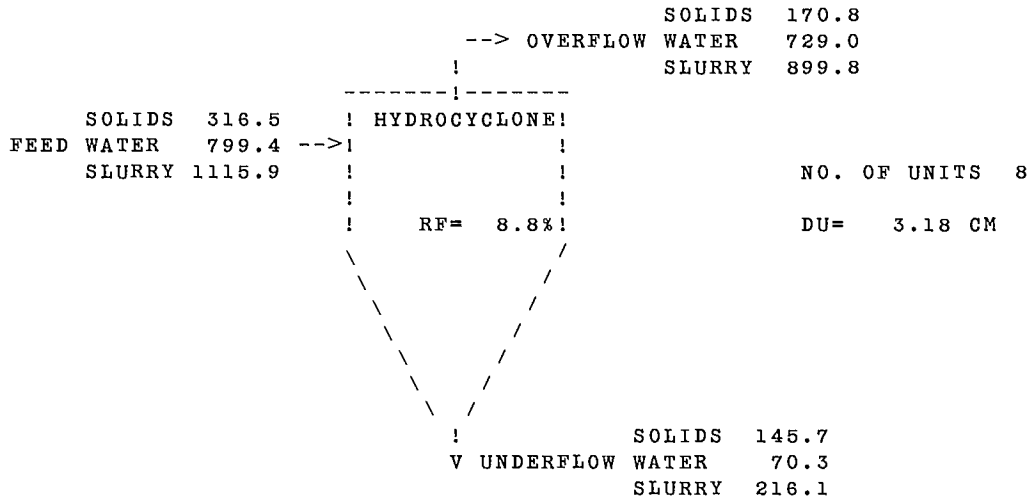 SOLIDS 170.8
--> OVERFLOW WATER 729.0
! SLURRY 899.8
-------!-------
SOLIDS 316.5 ! HYDROCYCLONE!
FEED WATER 799.4 -->! !
SLURRY 1115.9 ! ! NO. OF UNITS 8
! !
! RF= 8.8%! DU= 3.18 CM
\ /
\ /
\ /
\ /
\ /
\ /
!
SOLIDS 145.7
V UNDERFLOW WATER 70.3
SLURRY 216.1